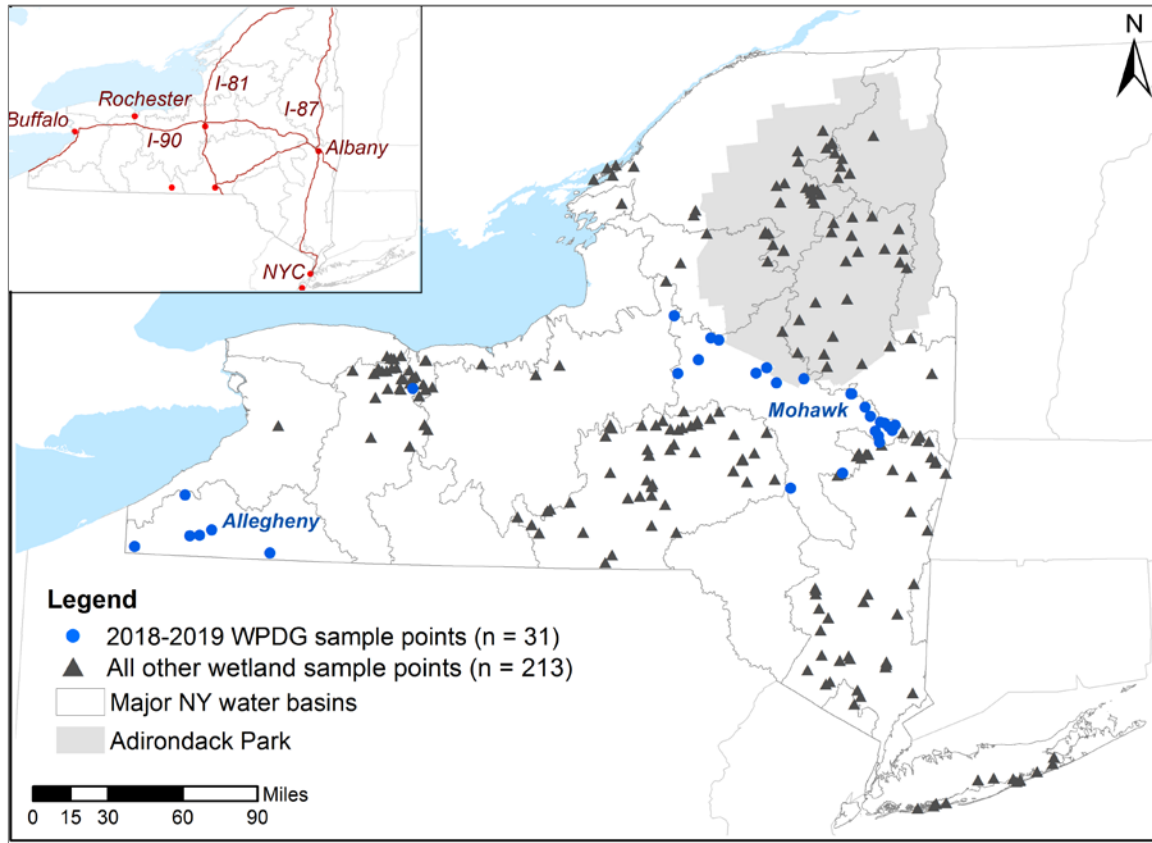 N
I-81
I-87
Rochester
Buffalo
I-90
Albany
NYC
Mohawk
Allegheny
Legend
2018-2019 WPDG sample points (n = 31)
All other wetland sample points (n = 213)
Major NY water basins
Adirondack Park
Miles
0 15 30 60 90